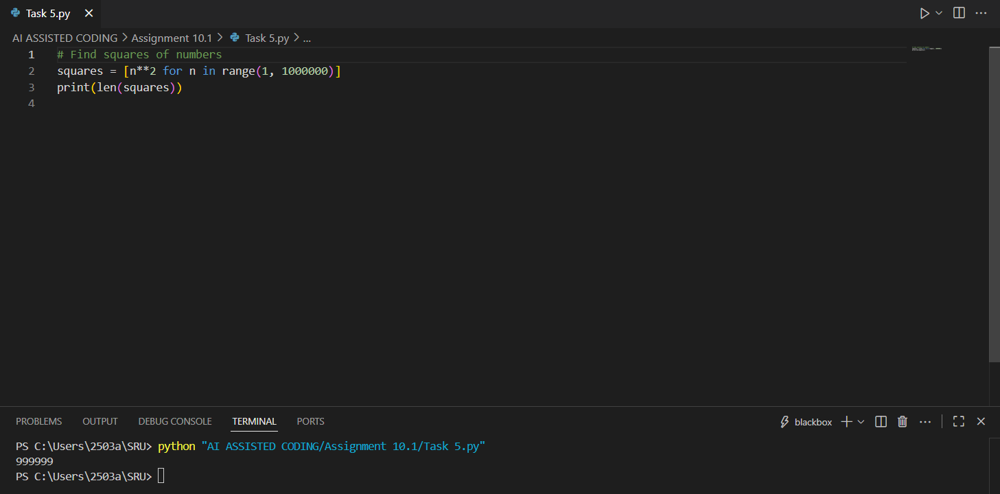 Task 5.py
AI ASSISTED CODING > Assignment 10.1 > Task 5.py > ...
1 # Find squares of numbers
2 squares = [n**2 for n in range(1, 1000000)]
3 print(len(squares))
4
PROBLEMS OUTPUT DEBUG CONSOLE TERMINAL PORTS blackbox
PS C:\Users\2503a\SRU> python "AI ASSISTED CODING/Assignment 10.1/Task 5.py"
999999
PS C:\Users\2503a\SRU>